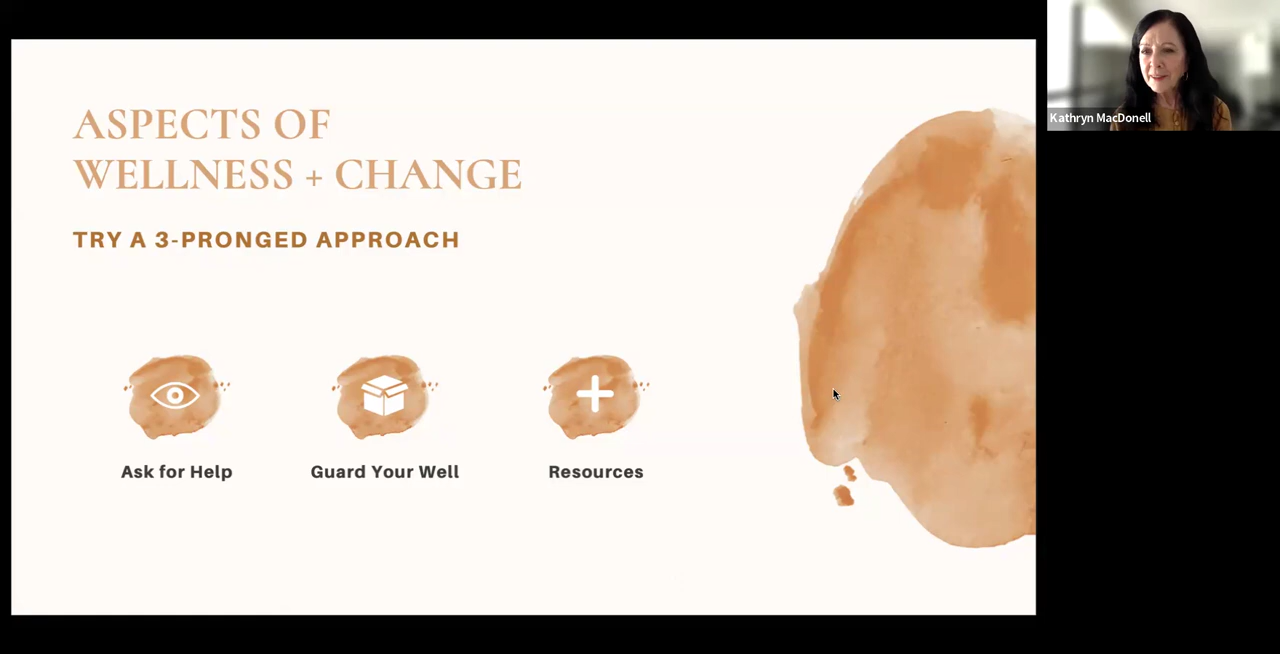 ASPECTS OF
WELLNESS + CHANGE
TRY A 3-PRONGED APPROACH
Ask for Help
Guard Your Well
Resources
Kathryn MacDonell